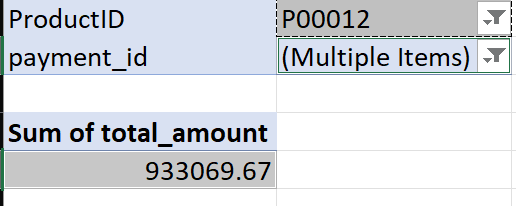 ProductID P00012
payment_id (Multiple Items)
Sum of total_amount
933069.67